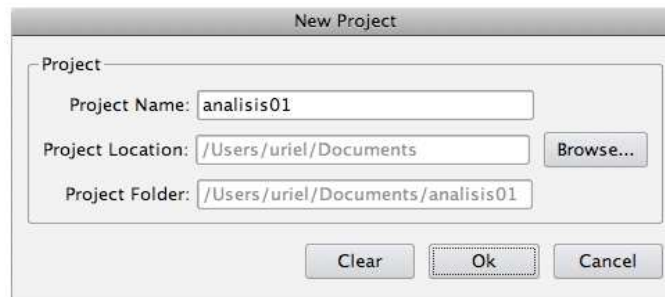 New Project
Project
Project Name: analisis01
Project Location: /Users/uriel/Documents Browse...
Project Folder: /Users/uriel/Documents/analisis01
Clear Ok Cancel